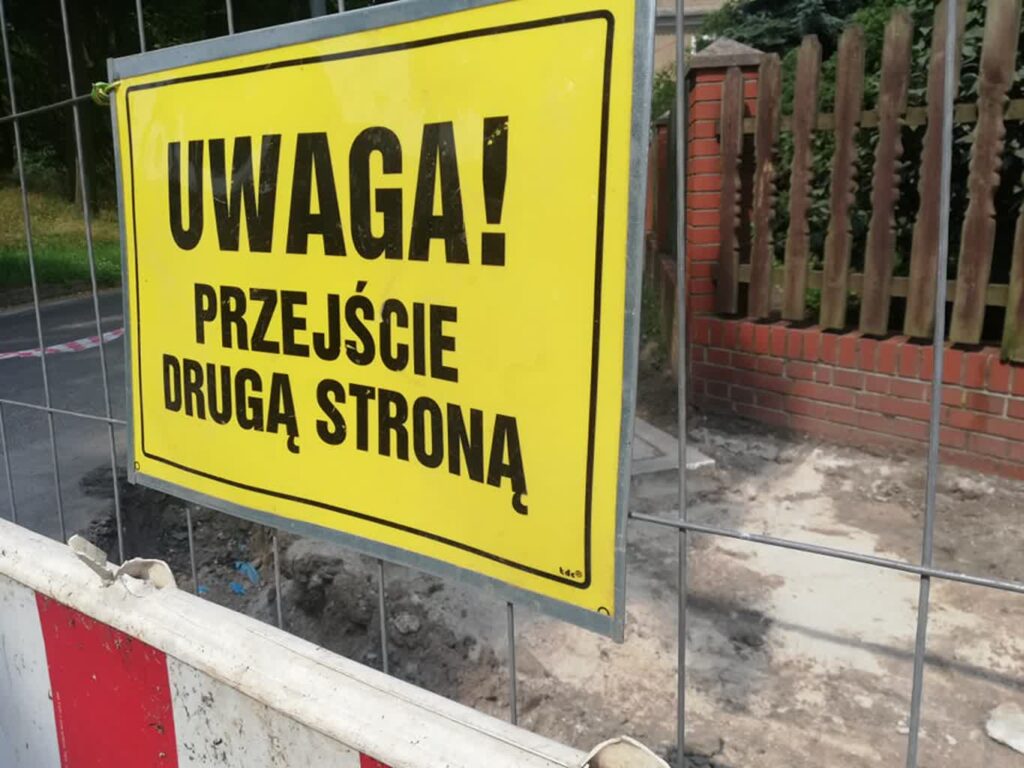 UWAGA!
PRZEJŚCIE
DRUGĄ STRONĄ